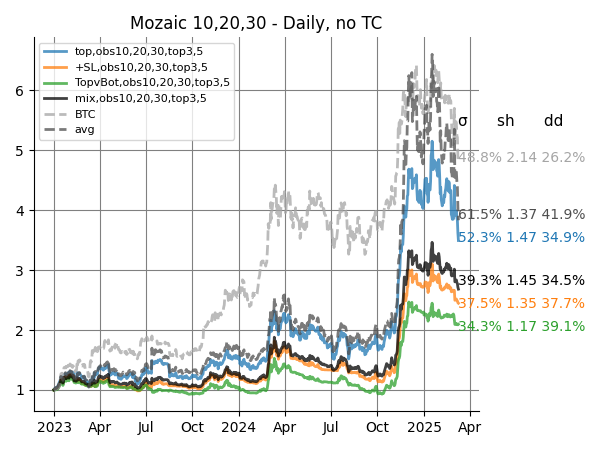 Mozaic 10,20,30 - Daily, no TC
top,obs10,20,30,top3,5
+SL,obs10,20,30,top3,5
TopvBot,obs10,20,30,top3,5
mix,obs10,20,30,top3,5
BTC
avg
σ sh dd
48.8% 2.14 26.2%
61.5% 1.37 41.9%
52.3% 1.47 34.9%
39.3% 1.45 34.5%
37.5% 1.35 37.7%
34.3% 1.17 39.1%
6
5
4
3
2
1
2023 Apr Jul Oct 2024 Apr Jul Oct 2025 Apr